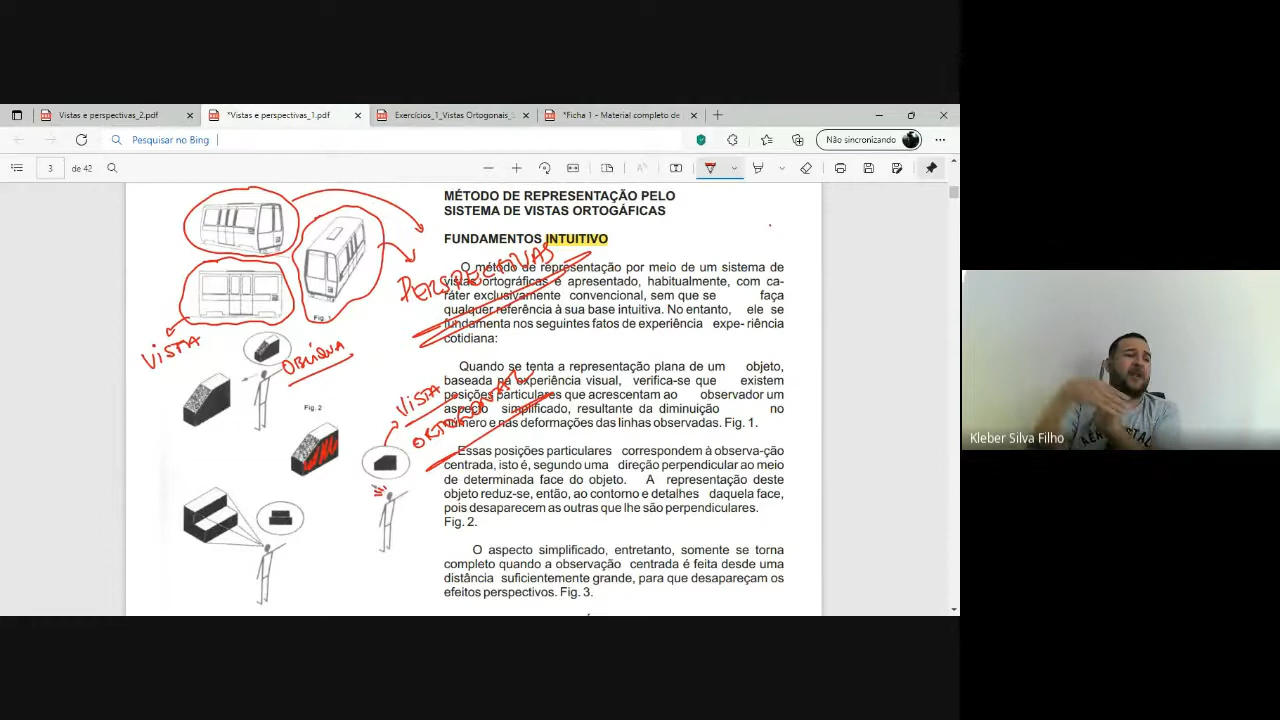 Vistas e perspectivas_2.pdf
*Vistas e perspectivas_1.pdf
Exercícios_1_Vistas Ortogonais_
*Ficha 1 - Material completo de
Pesquisar no Bing
Não sincronizando
3
de 42
MÉTODO DE REPRESENTAÇÃO PELO
SISTEMA DE VISTAS ORTOGÁFICAS
FUNDAMENTOS INTUITIVO
O método de representação por meio de um sistema de
vistas ortográficas é apresentado, habitualmente, com ca-
ráter exclusivamente convencional, sem que se faça
qualquer referência à sua base intuitiva. No entanto, ele se
fundamenta nos seguintes fatos de experiência expe- riência
cotidiana:
Quando se tenta a representação plana de um objeto,
baseada na experiência visual, verifica-se que existem
posições particulares que acrescentam ao observador um
aspecto simplificado, resultante da diminuição no
número e nas deformações das linhas observadas. Fig. 1.
Essas posições particulares correspondem à observa-ção
centrada, isto é, segundo uma direção perpendicular ao meio
de determinada face do objeto. A representação deste
objeto reduz-se, então, ao contorno e detalhes daquela face,
pois desaparecem as outras que lhe são perpendiculares.
Fig. 2.
O aspecto simplificado, entretanto, somente se torna
completo quando a observação centrada é feita desde uma
distância suficientemente grande, para que desapareçam os
efeitos perspectivos. Fig. 3.
PERSPECTIVAS
Fig. 1
VISTA
OBLÍQUA
Fig. 2
VISTA
ORTOGONAL
Kleber Silva Filho